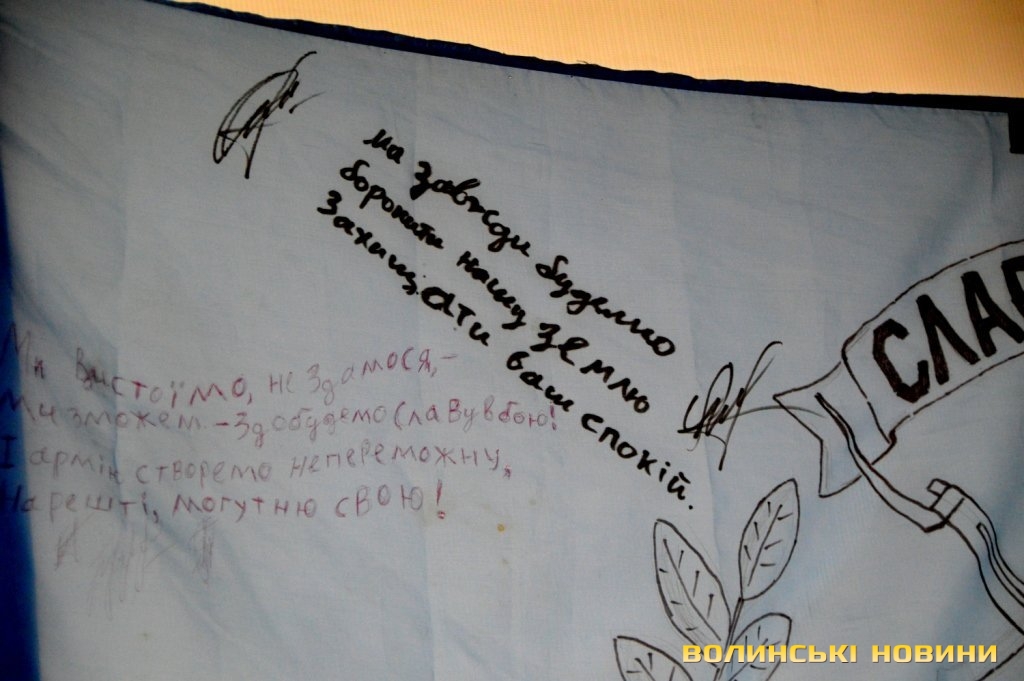 ма завжди будемо
боронити нашу землю
Захищати ваш спокій.
СЛАВ
Ми Вистоїмо, не здамося,-
Ми зможем - Здобудемо Славу в бою!
І армію створемо непереможну,
Нарешті, могутню свою!
ВОЛИНСЬКІ НОВИНИ